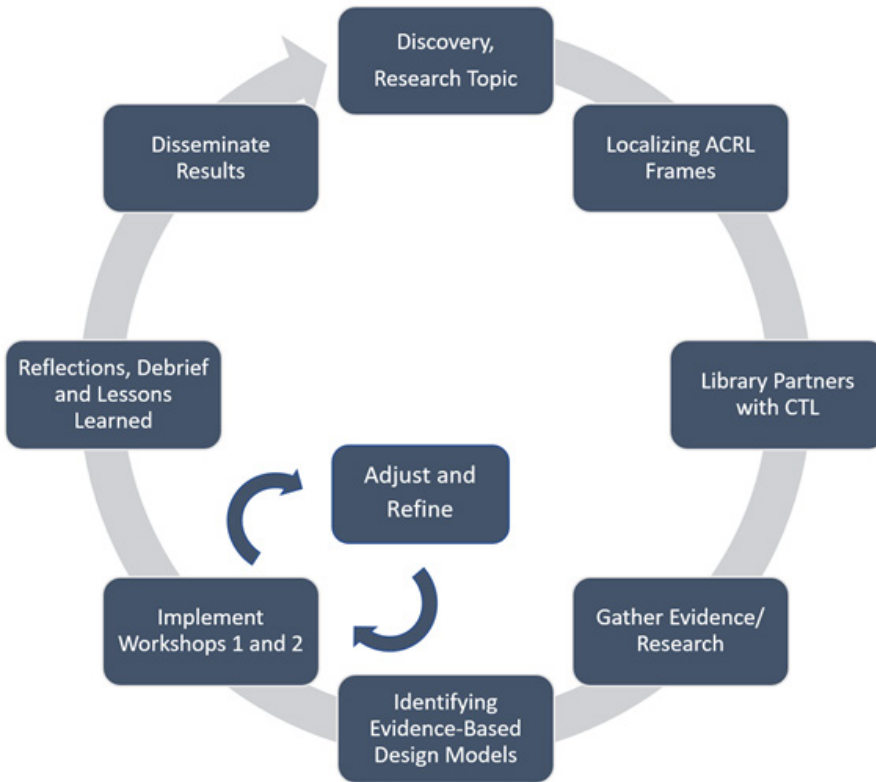 Discovery,
Research Topic
Localizing ACRL
Frames
Library Partners
with CTL
Gather Evidence/
Research
Identifying
Evidence-Based
Design Models
Implement
Workshops 1 and 2
Adjust and
Refine
Reflections, Debrief
and Lessons
Learned
Disseminate
Results